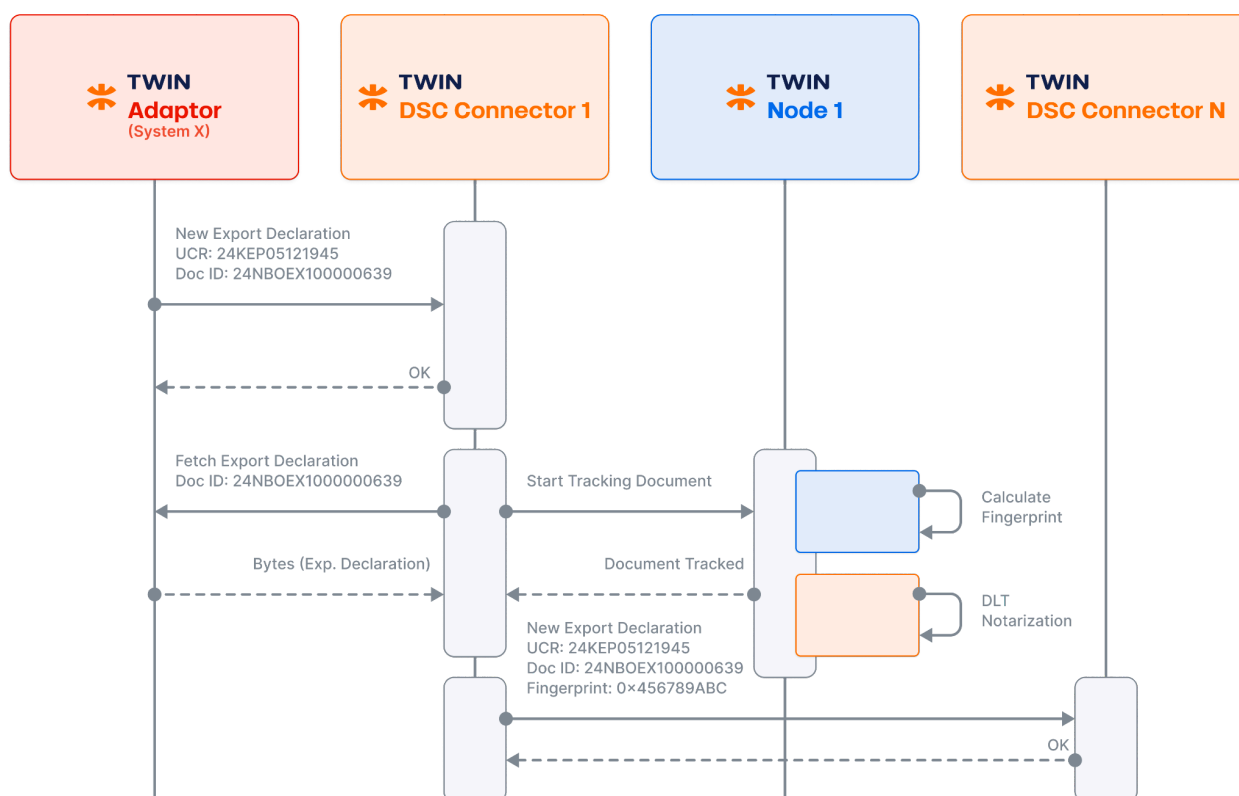 TWIN
Adaptor
(System X)
TWIN
DSC Connector 1
TWIN
Node 1
TWIN
DSC Connector N
New Export Declaration
UCR: 24KEP05121945
Doc ID: 24NBOEX100000639
OK
Fetch Export Declaration
Doc ID: 24NBOEX1000000639
Start Tracking Document
Calculate
Fingerprint
Bytes (Exp. Declaration)
Document Tracked
DLT
Notarization
New Export Declaration
UCR: 24KEP05121945
Doc ID: 24NBOEX100000639
Fingerprint: 0×456789ABC
OK